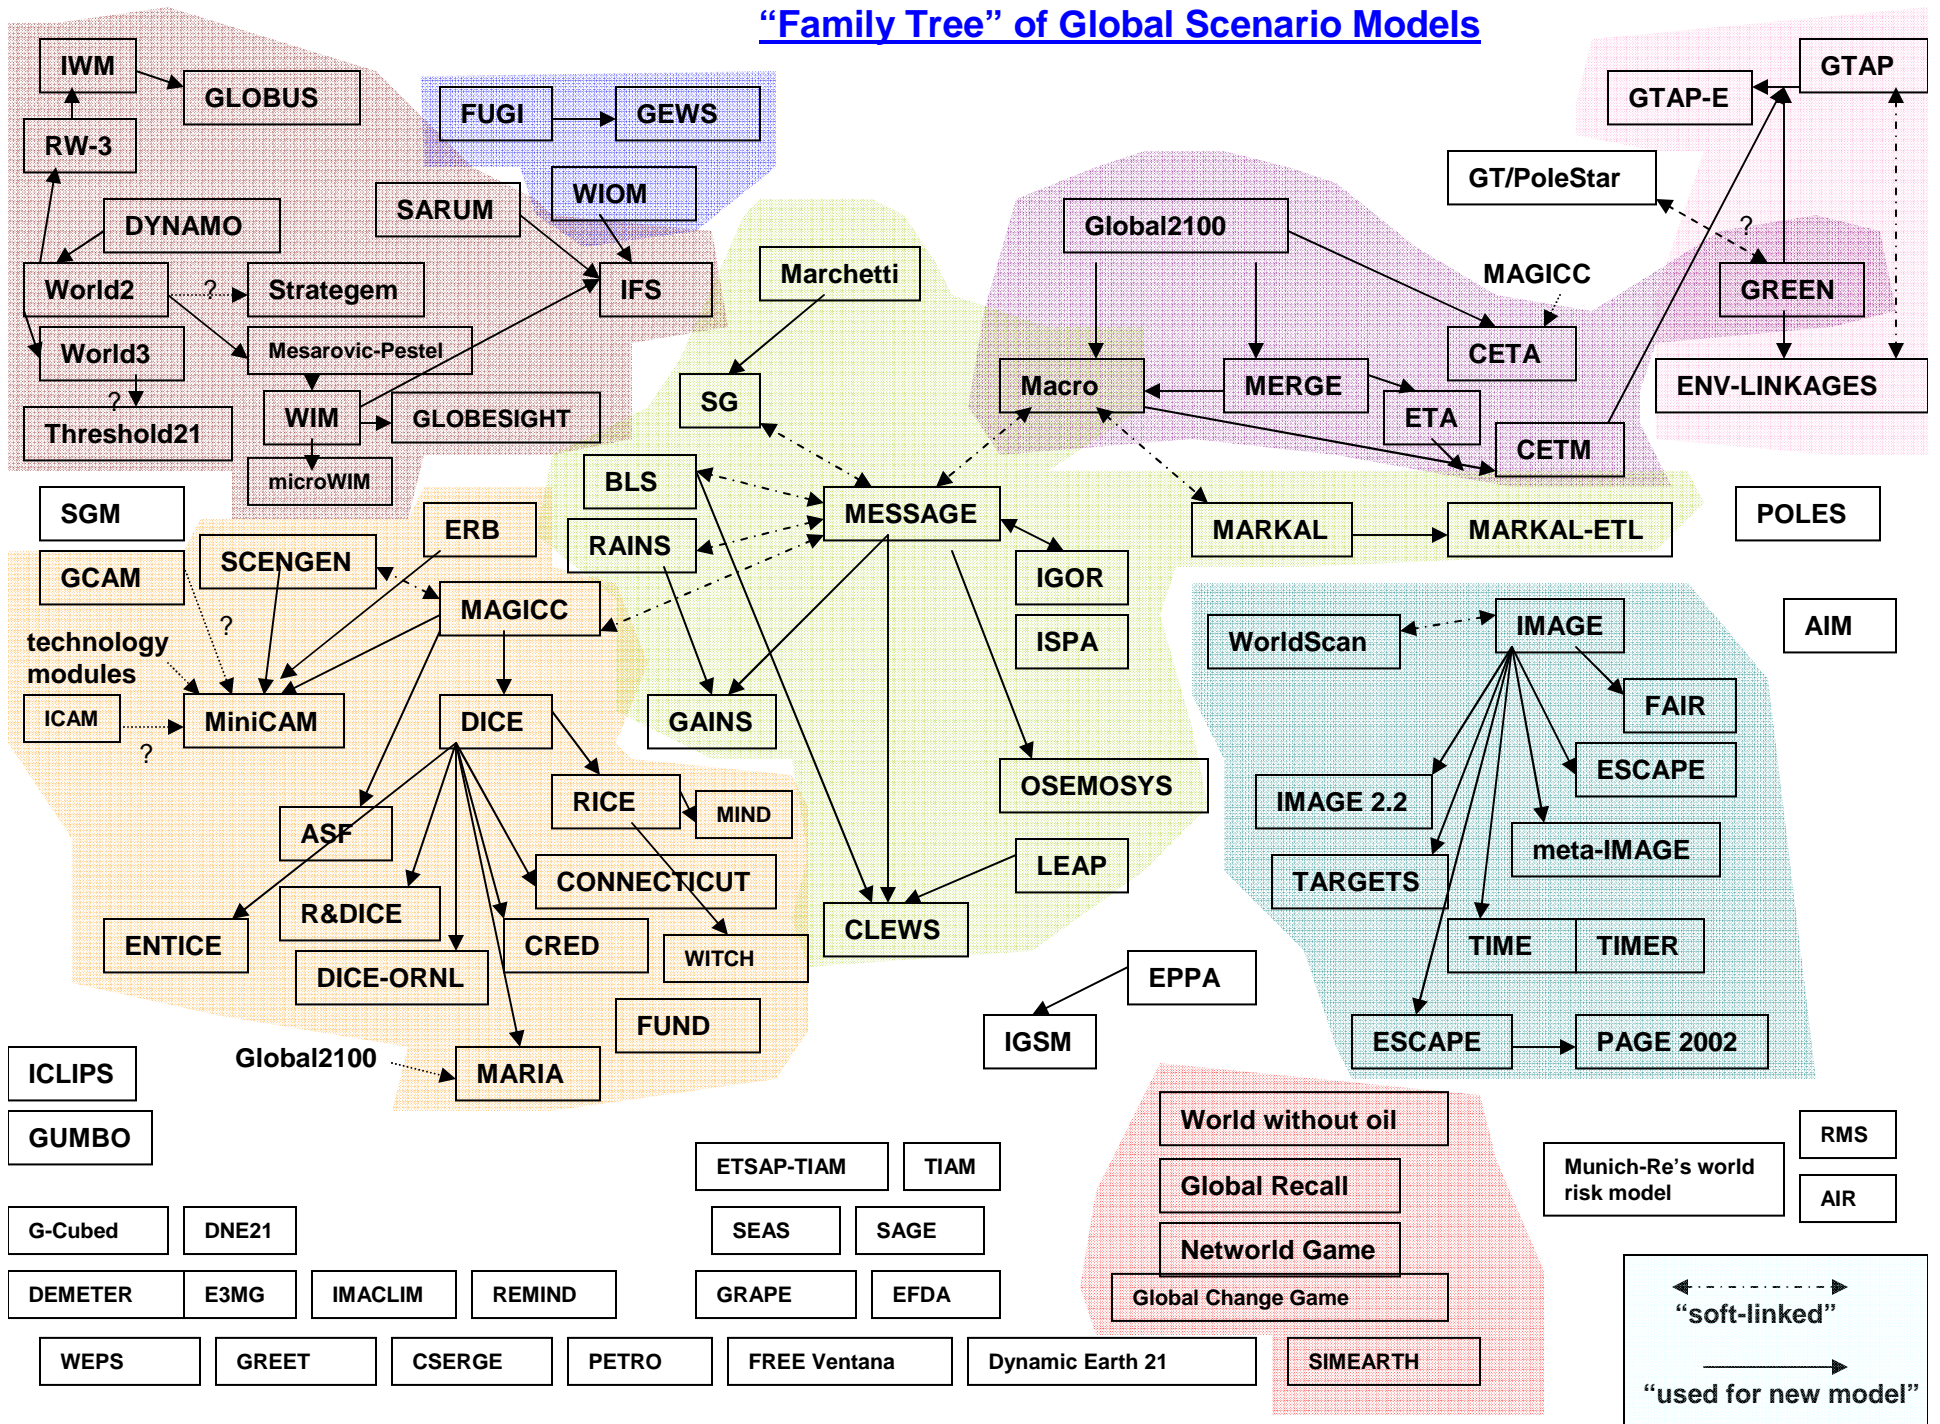 “Family Tree” of Global Scenario Models
IWM
GLOBUS
RW-3
DYNAMO
SARUM
World2
?
Strategem
World3
Mesarovic-Pestel
?
Threshold21
WIM
GLOBESIGHT
microWIM
FUGI
GEWS
WIOM
IFS
Marchetti
SG
BLS
RAINS
MESSAGE
IGOR
ISPA
GAINS
OSEMOSYS
LEAP
CLEWS
Global2100
Macro
MERGE
MAGICC
CETA
ETA
CETM
MARKAL
MARKAL-ETL
GTAP
GTAP-E
GT/PoleStar
?
GREEN
ENV-LINKAGES
POLES
AIM
SGM
GCAM
SCENGEN
ERB
MAGICC
?
technology
modules
ICAM
?
MiniCAM
DICE
ASF
RICE
MIND
CONNECTICUT
R&DICE
ENTICE
DICE-ORNL
CRED
WITCH
FUND
Global2100
MARIA
WorldScan
IMAGE
FAIR
ESCAPE
IMAGE 2.2
meta-IMAGE
TARGETS
TIME
TIMER
ESCAPE
PAGE 2002
EPPA
IGSM
ICLIPS
GUMBO
World without oil
Global Recall
Networld Game
Global Change Game
SIMEARTH
RMS
Munich-Re’s world
risk model
AIR
ETSAP-TIAM
TIAM
SEAS
SAGE
G-Cubed
DNE21
DEMETER
E3MG
IMACLIM
REMIND
GRAPE
EFDA
WEPS
GREET
CSERGE
PETRO
FREE Ventana
Dynamic Earth 21
“soft-linked”
“used for new model”